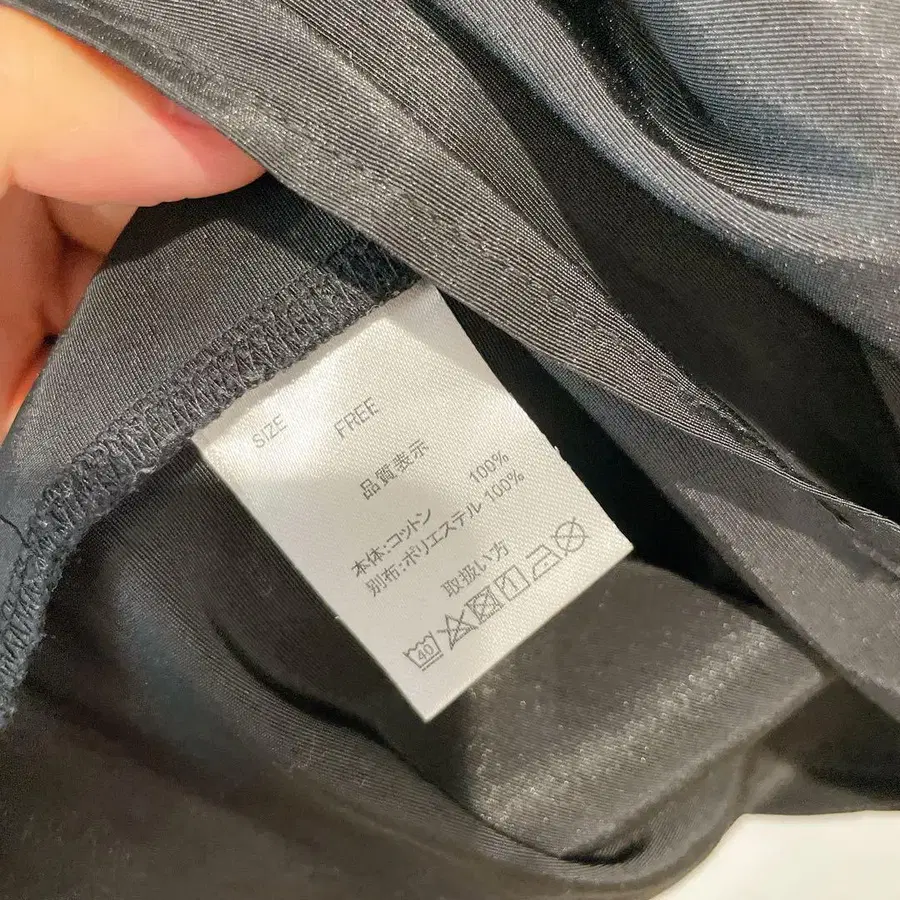 SIZE FREE
品質表示
本体:コットン 100%
別布:ポリエステル 100%
取扱い方
40